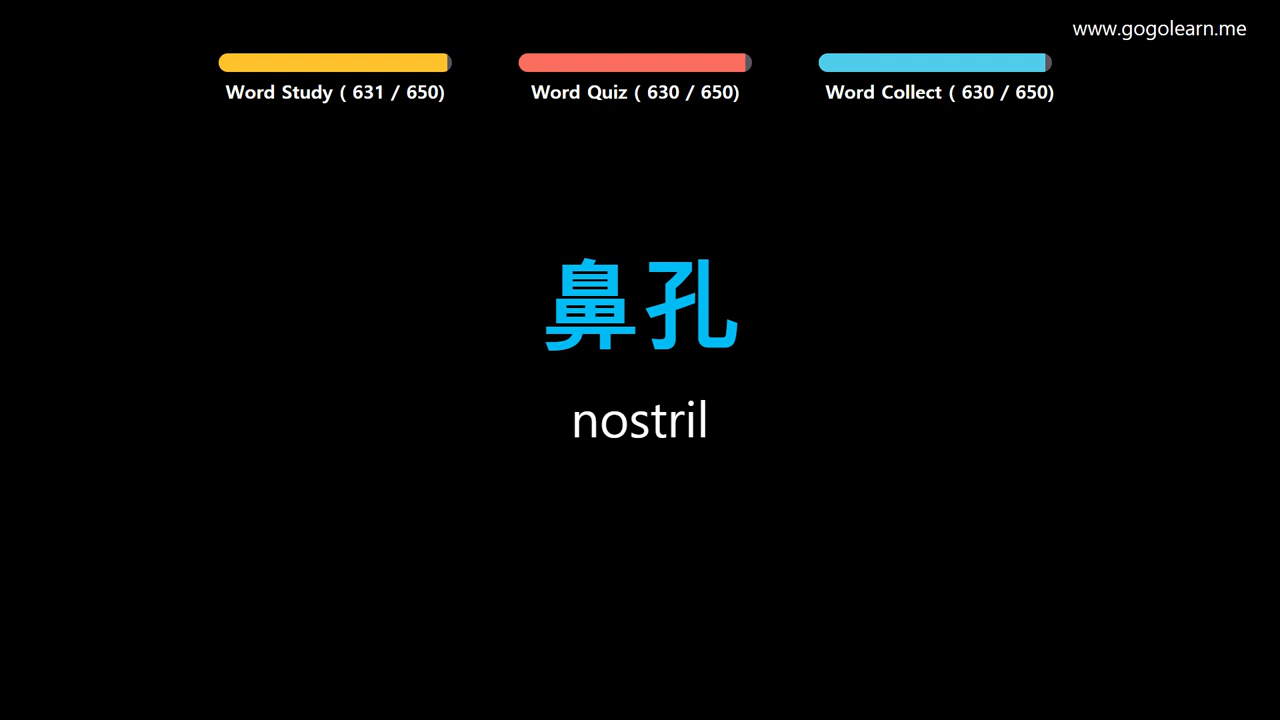 www.gogolearn.me
Word Study ( 631 / 650)
Word Quiz ( 630 / 650)
Word Collect ( 630 / 650)
鼻孔
nostril